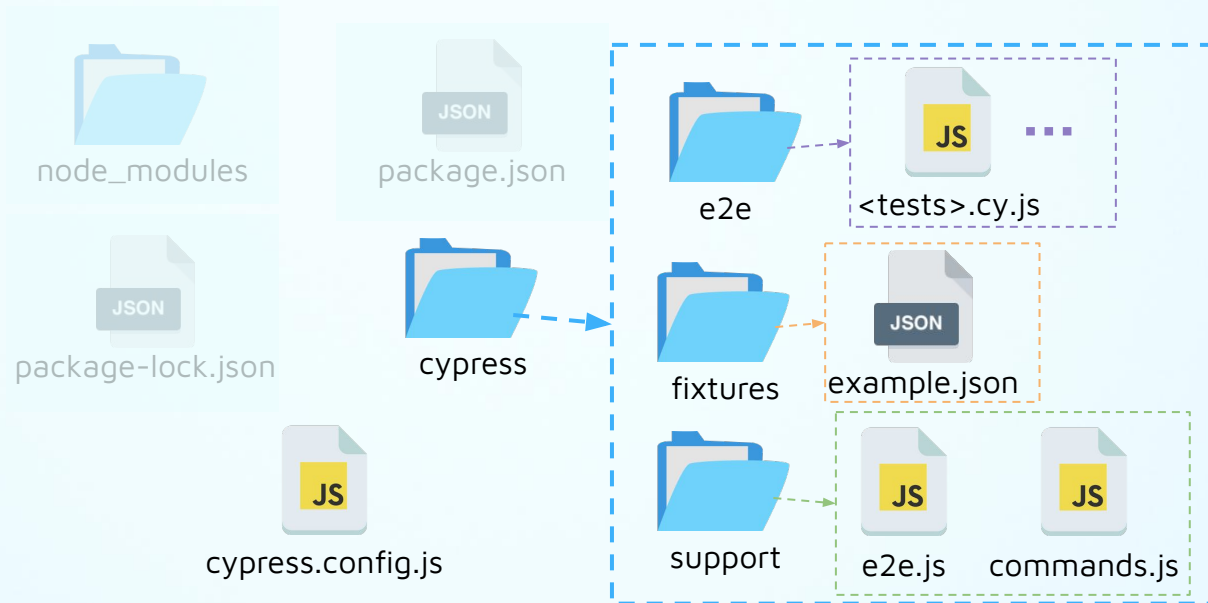 JSON
node_modules
package.json
JSON
package-lock.json
cypress
JS
cypress.config.js
e2e
JS
...
<tests>.cy.js
fixtures
JSON
example.json
support
JS
e2e.js
JS
commands.js